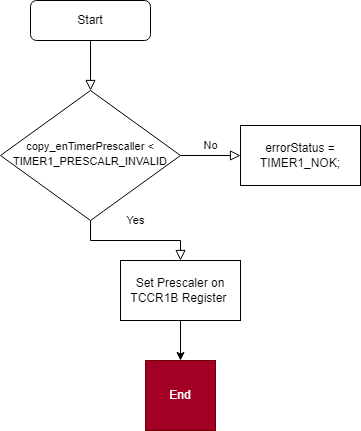 Start
copy_enTimerPrescaller <
TIMER1_PRESCALR_INVALID
No
errorStatus =
TIMER1_NOK;
Yes
Set Prescaler on
TCCR1B Register
End